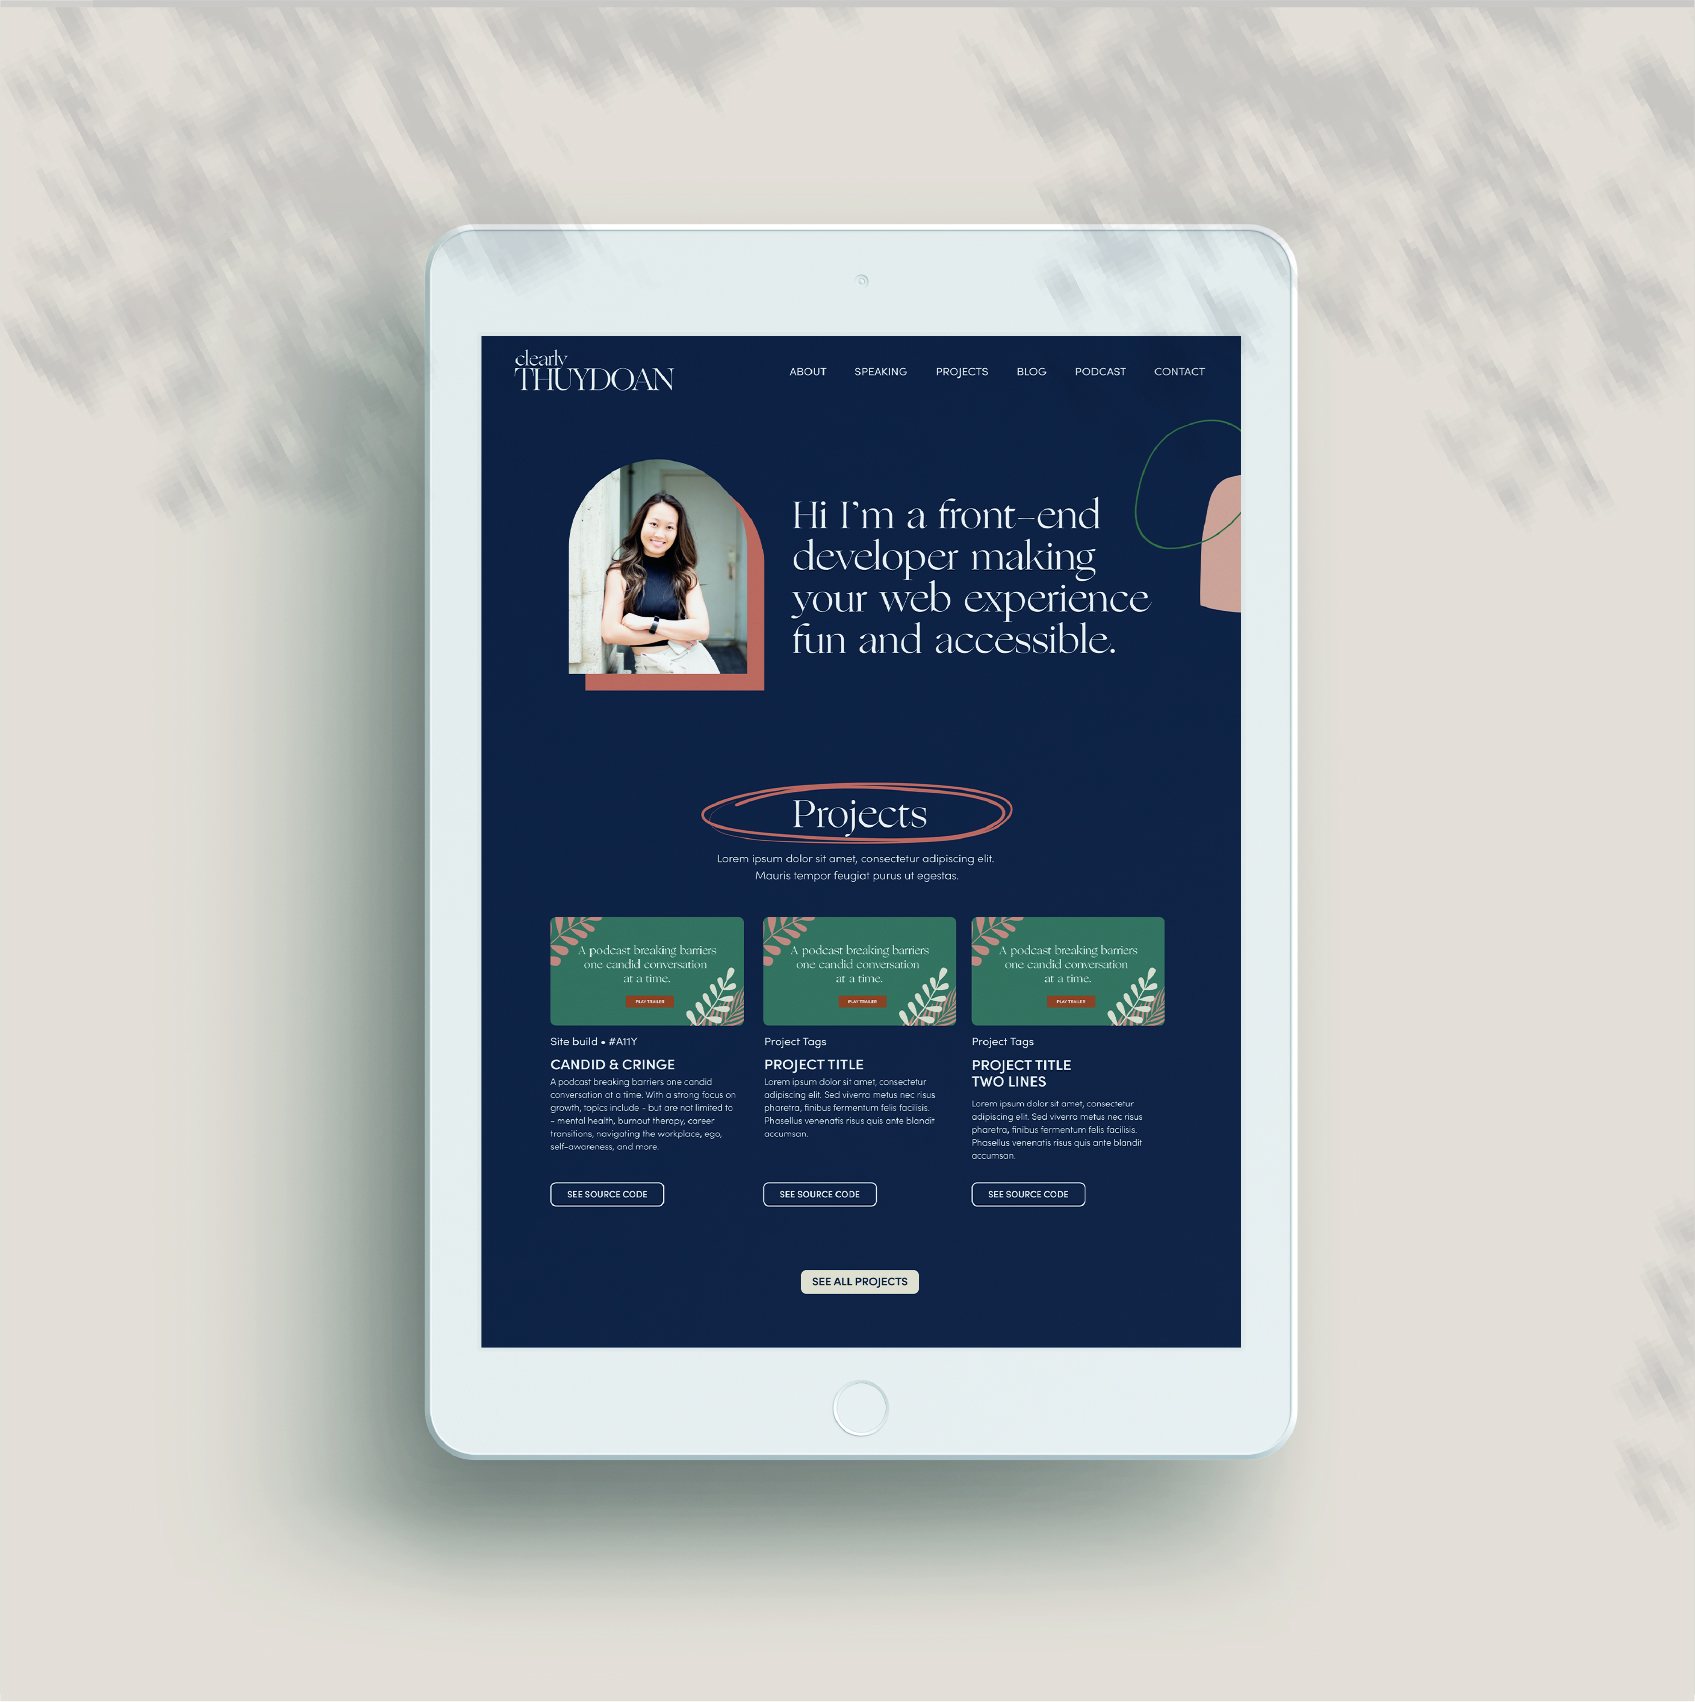 clearly
THUYDOAN
ABOUT SPEAKING PROJECTS BLOG PODCAST CONTACT
Hi I'm a front-end
developer making
your web experience
fun and accessible.
Projects
Lorem ipsum dolor sit amet, consectetur adipiscing elit.
Mauris tempor feugiat purus ut egestas.
A podcast breaking barriers
one candid conversation
at a time.
PLAY TRAILER
Site build • #A11Y
CANDID & CRINGE
A podcast breaking barriers one candid
conversation at a time. With a strong focus on
growth, topics include - but are not limited to
- mental health, burnout therapy, career
transitions, navigating the workplace, ego,
self-awareness, and more.
SEE SOURCE CODE
A podcast breaking barriers
one candid conversation
at a time.
PLAY TRAILER
Project Tags
PROJECT TITLE
Lorem ipsum dolor sit amet, consectetur
adipiscing elit. Sed viverra metus nec risus
pharetra, finibus fermentum felis facilisis.
Phasellus venenatis risus quis ante blandit
accumsan.
SEE SOURCE CODE
A podcast breaking barriers
one candid conversation
at a time.
PLAY TRAILER
Project Tags
PROJECT TITLE
TWO LINES
Lorem ipsum dolor sit amet, consectetur
adipiscing elit. Sed viverra metus nec risus
pharetra, finibus fermentum felis facilisis.
Phasellus venenatis risus quis ante blandit
accumsan.
SEE SOURCE CODE
SEE ALL PROJECTS